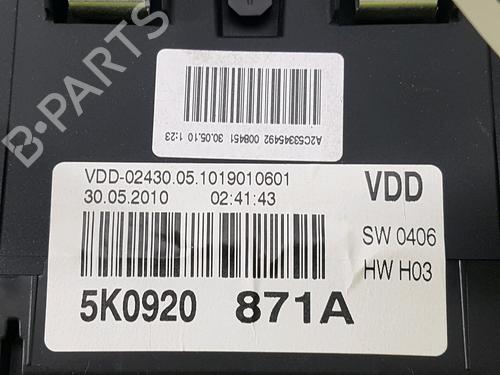 B-PARTS
A2C53345492 008451 30.05.10 1:23
VDD-02430.05.1019010601
30.05.2010 02:41:43
VDD
SW 0406
HW H03
5K0920 871A